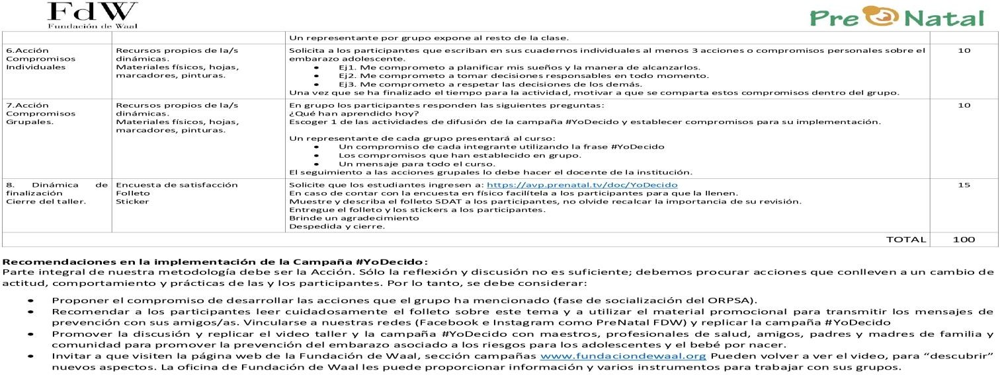 FdW
Fundación de Waal
Pre Natal
Un representante por grupo expone al resto de la clase.
6.Acción
Compromisos
Individuales
Recursos propios de la/s
dinámicas.
Materiales físicos, hojas,
marcadores, pinturas.
Solicita a los participantes que escriban en sus cuadernos individuales al menos 3 acciones o compromisos personales sobre el
embarazo adolescente.
• Ej1. Me comprometo a planificar mis sueños y la manera de alcanzarlos.
• Ej2. Me comprometo a tomar decisiones responsables en todo momento.
• Ej3. Me comprometo a respetar las decisiones de los demás.
Una vez que se ha finalizado el tiempo para la actividad, motivar a que se comparta estos compromisos dentro del grupo.
10
7.Acción
Compromisos
Grupales.
Recursos propios de la/s
dinámicas.
Materiales físicos, hojas,
marcadores, pinturas.
En grupo los participantes responden las siguientes preguntas:
¿Qué han aprendido hoy?
Escoger 1 de las actividades de difusión de la campaña #YoDecido y establecer compromisos para su implementación.
Un representante de cada grupo presentará al curso:
• Un compromiso de cada integrante utilizando la frase #YoDecido
• Los compromisos que han establecido en grupo.
• Un mensaje para todo el curso.
El seguimiento a las acciones grupales lo debe hacer el docente de la institución.
10
8. Dinámica de
finalización
Cierre del taller.
Encuesta de satisfacción
Folleto
Sticker
Solicite que los estudiantes ingresen a: https://avp.prenatal.tv/doc/YoDecido
En caso de contar con la encuesta en físico facilítela a los participantes para que la llenen.
Muestre y describa el folleto SDAT a los participantes, no olvide recalcar la importancia de su revisión.
Entregue el folleto y los stickers a los participantes.
Brinde un agradecimiento
Despedida y cierre.
15
TOTAL 100
Recomendaciones en la implementación de la Campaña #YoDecido:
Parte integral de nuestra metodología debe ser la Acción. Sólo la reflexión y discusión no es suficiente; debemos procurar acciones que conlleven a un cambio de
actitud, comportamiento y prácticas de las y los participantes. Por lo tanto, se debe considerar:
• Proponer el compromiso de desarrollar las acciones que el grupo ha mencionado (fase de socialización del ORPSA).
• Recomendar a los participantes leer cuidadosamente el folleto sobre este tema y a utilizar el material promocional para transmitir los mensajes de
prevención con sus amigos/as. Vincularse a nuestras redes (Facebook e Instagram como PreNatal FDW) y replicar la campaña #YoDecido
• Promover la discusión y replicar el video taller y la campaña #YoDecido con maestros, profesionales de salud, amigos, padres y madres de familia y
comunidad para promover la prevención del embarazo asociado a los riesgos para los adolescentes y el bebé por nacer.
• Invitar a que visiten la página web de la Fundación de Waal, sección campañas www.fundaciondewaal.org Pueden volver a ver el video, para “descubrir”
nuevos aspectos. La oficina de Fundación de Waal les puede proporcionar información y varios instrumentos para trabajar con sus grupos.